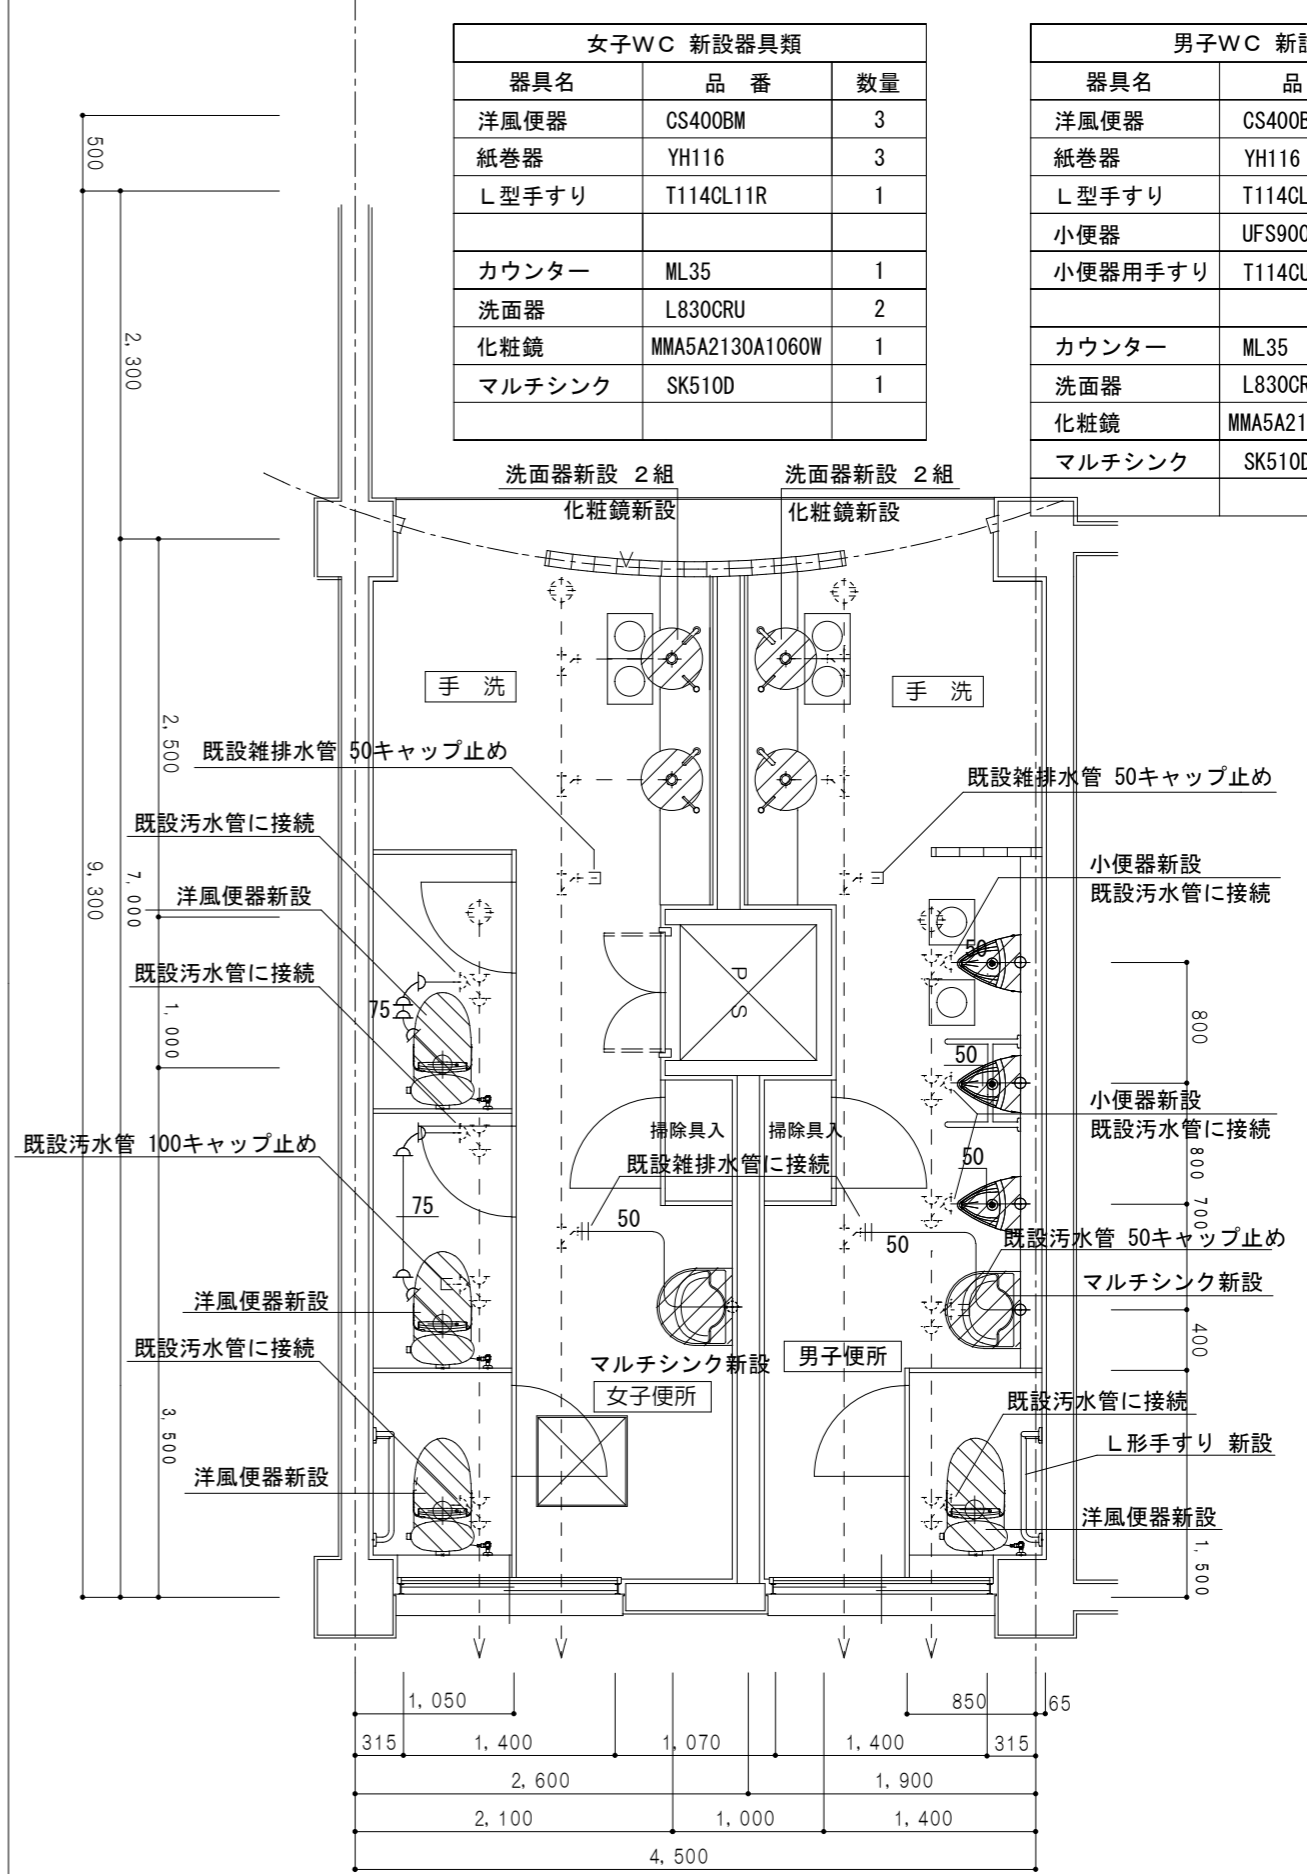 女子ＷＣ 新設器具類
器具名 品 番 数量
洋風便器 CS400BM 3
紙巻器 YH116 3
Ｌ型手すり T114CL11R 1
カウンター ML35 1
洗面器 L830CRU 2
化粧鏡 MMA5A2130A1060W 1
マルチシンク SK510D 1
男子ＷＣ 新設
器具名 品
洋風便器 CS400B
紙巻器 YH116
Ｌ型手すり T114CL
小便器 UFS900
小便器用手すり T114CU
カウンター ML35
洗面器 L830CR
化粧鏡 MMA5A21
マルチシンク SK510D
洗面器新設 ２組
化粧鏡新設
洗面器新設 ２組
化粧鏡新設
手 洗
手 洗
既設雑排水管 50キャップ止め
既設雑排水管 50キャップ止め
既設汚水管に接続
洋風便器新設
既設汚水管に接続
75
既設汚水管 100キャップ止め
75
洋風便器新設
既設汚水管に接続
洋風便器新設
小便器新設
既設汚水管に接続
50
50
小便器新設
既設汚水管に接続
50
PS
掃除具入
掃除具入
既設雑排水管に接続
50
50
既設汚水管 50キャップ止め
マルチシンク新設
マルチシンク新設
男子便所
女子便所
既設汚水管に接続
Ｌ形手すり 新設
洋風便器新設
500
2,300
2,500
9,300
7,000
1,000
3,500
800
800
700
400
1,500
1,050
850
65
315
1,400
1,070
1,400
315
2,600
1,900
2,100
1,000
1,400
4,500